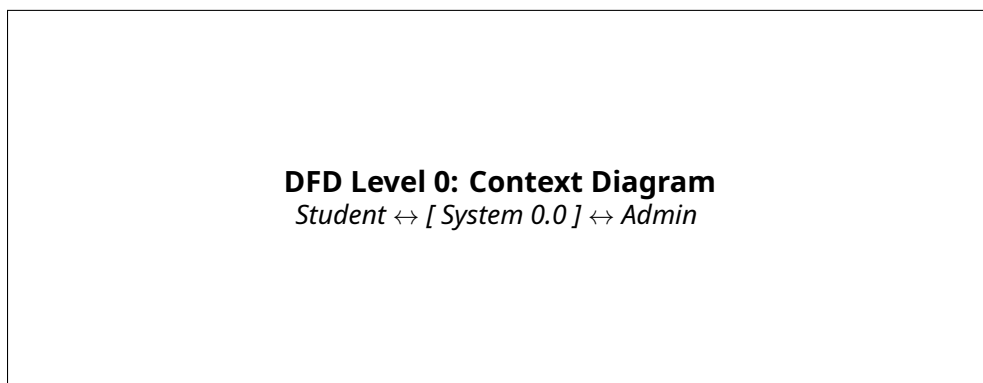 DFD Level 0: Context Diagram
Student ↔ [ System 0.0 ] ↔ Admin